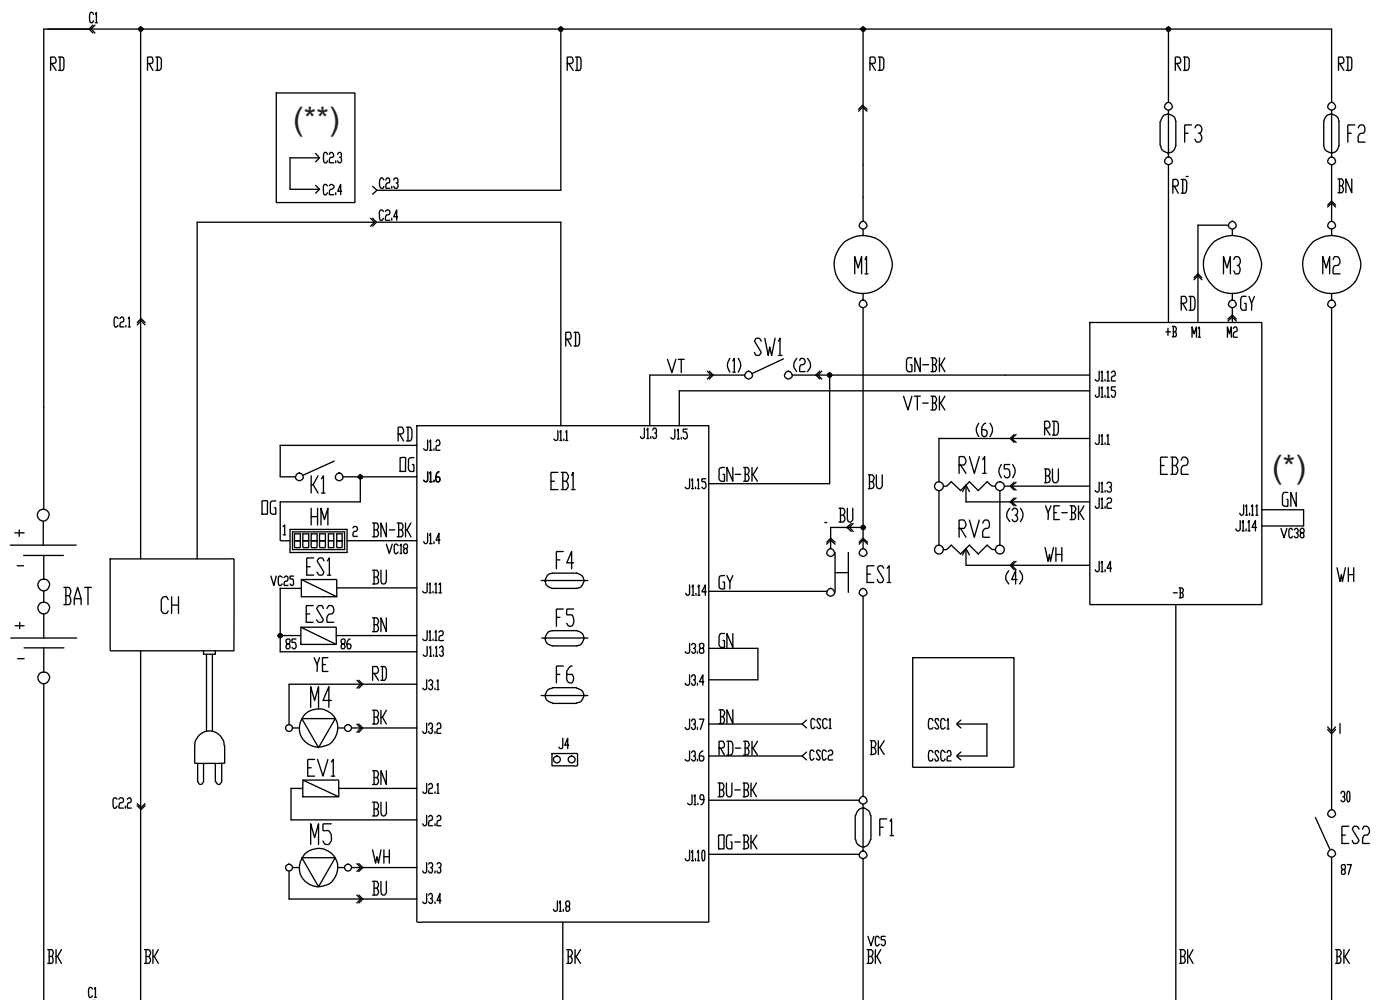 C1
RD RD RD RD RD RD
(**)
C2.3
C2.4
C2.3
C2.4
F3 F2
RD BN
M1 M3 M2
RD GY
C2.1
+B M1 M2
RD
VT (1) SW1 (2) GN-BK J1.12
VT-BK J1.15
J1.1 J1.3 J1.5
RD J1.2
OG J1.6
K1
EB1
GN-BK J1.15
BU
(6) RD J1.1
RV1 (5) BU J1.3
(3) YE-BK J1.2
RV2
(4) WH J1.4
EB2
(*)
GN
J1.11
J1.14
VC38
-B
WH
OG HM
1 2 BN-BK J1.4
VC18
BU
ES1
+
-
BAT
+
-
CH
VC25 ES1 BU J1.11
ES2 BN J1.12
85 86 J1.13
YE
F4
F5
F6
J4
GY J1.14
GN J3.8
J3.4
BN J3.7 CSC1
RD-BK J3.6 CSC2
CSC1
CSC2
BK
RD J3.1
M4 BK J3.2
EV1 BN J2.1
BU J2.2
M5 WH J3.3
BU J3.4
C2.2
BU-BK J1.9
F1
OG-BK J1.10
30
ES2
87
J1.8
VC5
BK BK BK BK BK BK
C1